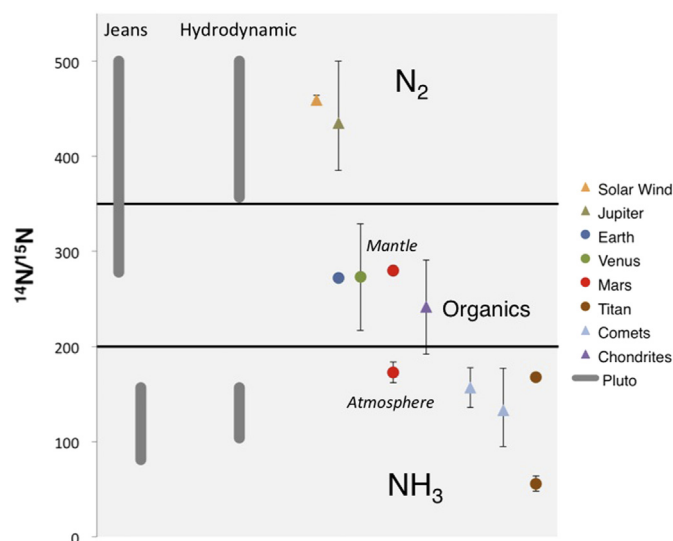 Jeans Hydrodynamic
500
N₂
400
300
Mantle
Organics
200
Atmosphere
100
NH₃
0
¹⁴N/¹⁵N
Solar Wind
Jupiter
Earth
Venus
Mars
Titan
Comets
Chondrites
Pluto